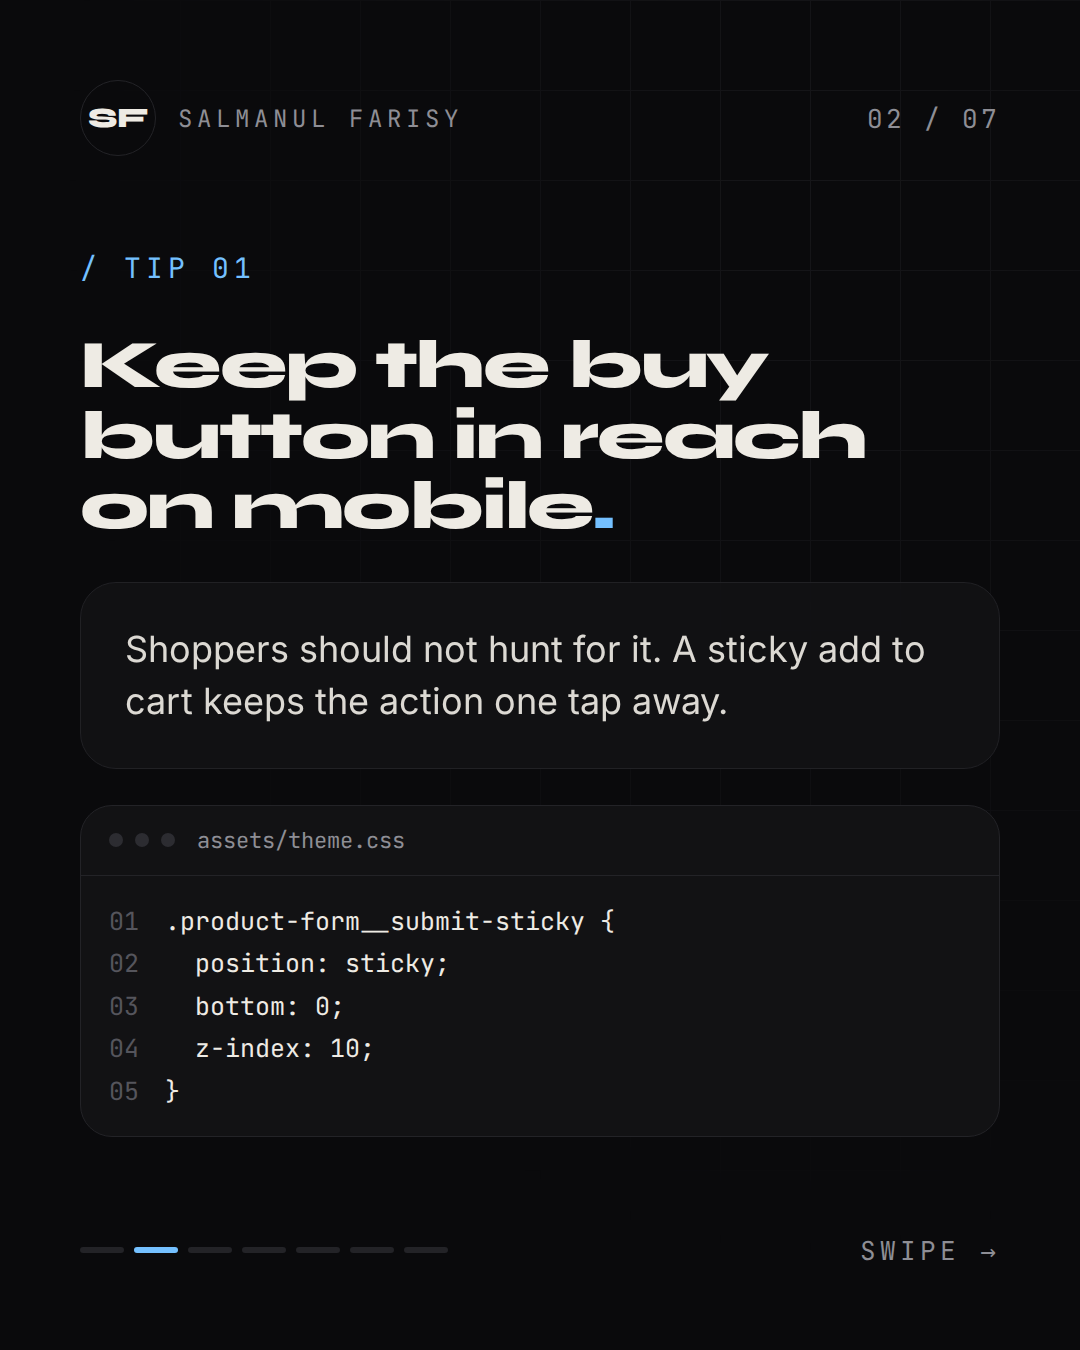 SF SALMANUL FARISY 02 / 07
/ TIP 01
Keep the buy
button in reach
on mobile.
Shoppers should not hunt for it. A sticky add to
cart keeps the action one tap away.
assets/theme.css
01 .product-form__submit-sticky {
02   position: sticky;
03   bottom: 0;
04   z-index: 10;
05 }
SWIPE →